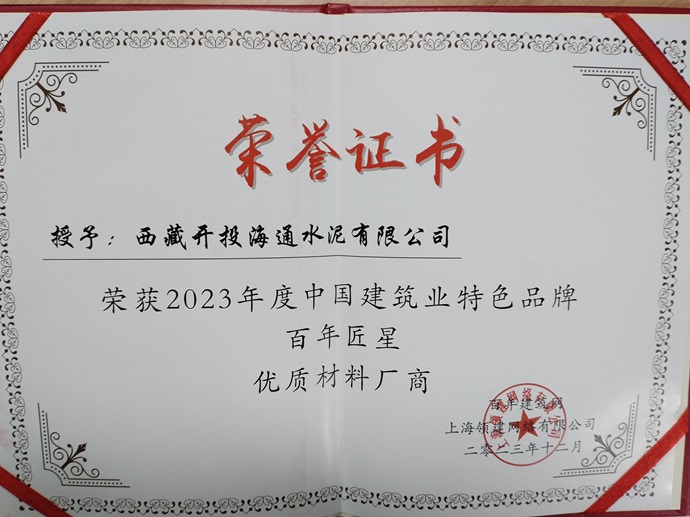 荣誉证书
授予：西藏开投海通水泥有限公司
荣获2023年度中国建筑业特色品牌
百年匠星
优质材料厂商
百年建筑网
上海领建网络有限公司
二零二三年十二月